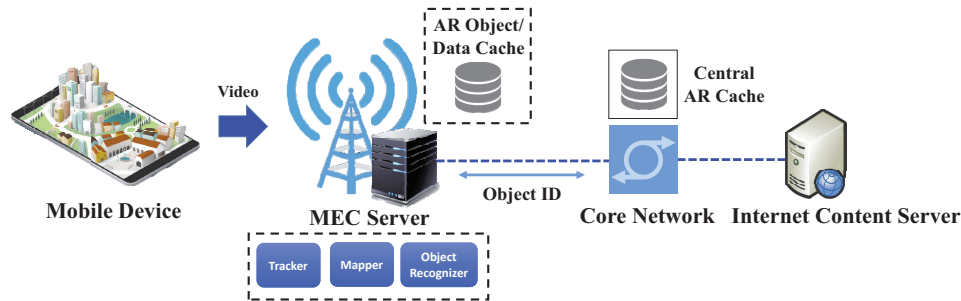 AR Object/
Data Cache
Central
AR Cache
Video
Object ID
Mobile Device
MEC Server
Core Network
Internet Content Server
Tracker
Mapper
Object
Recognizer